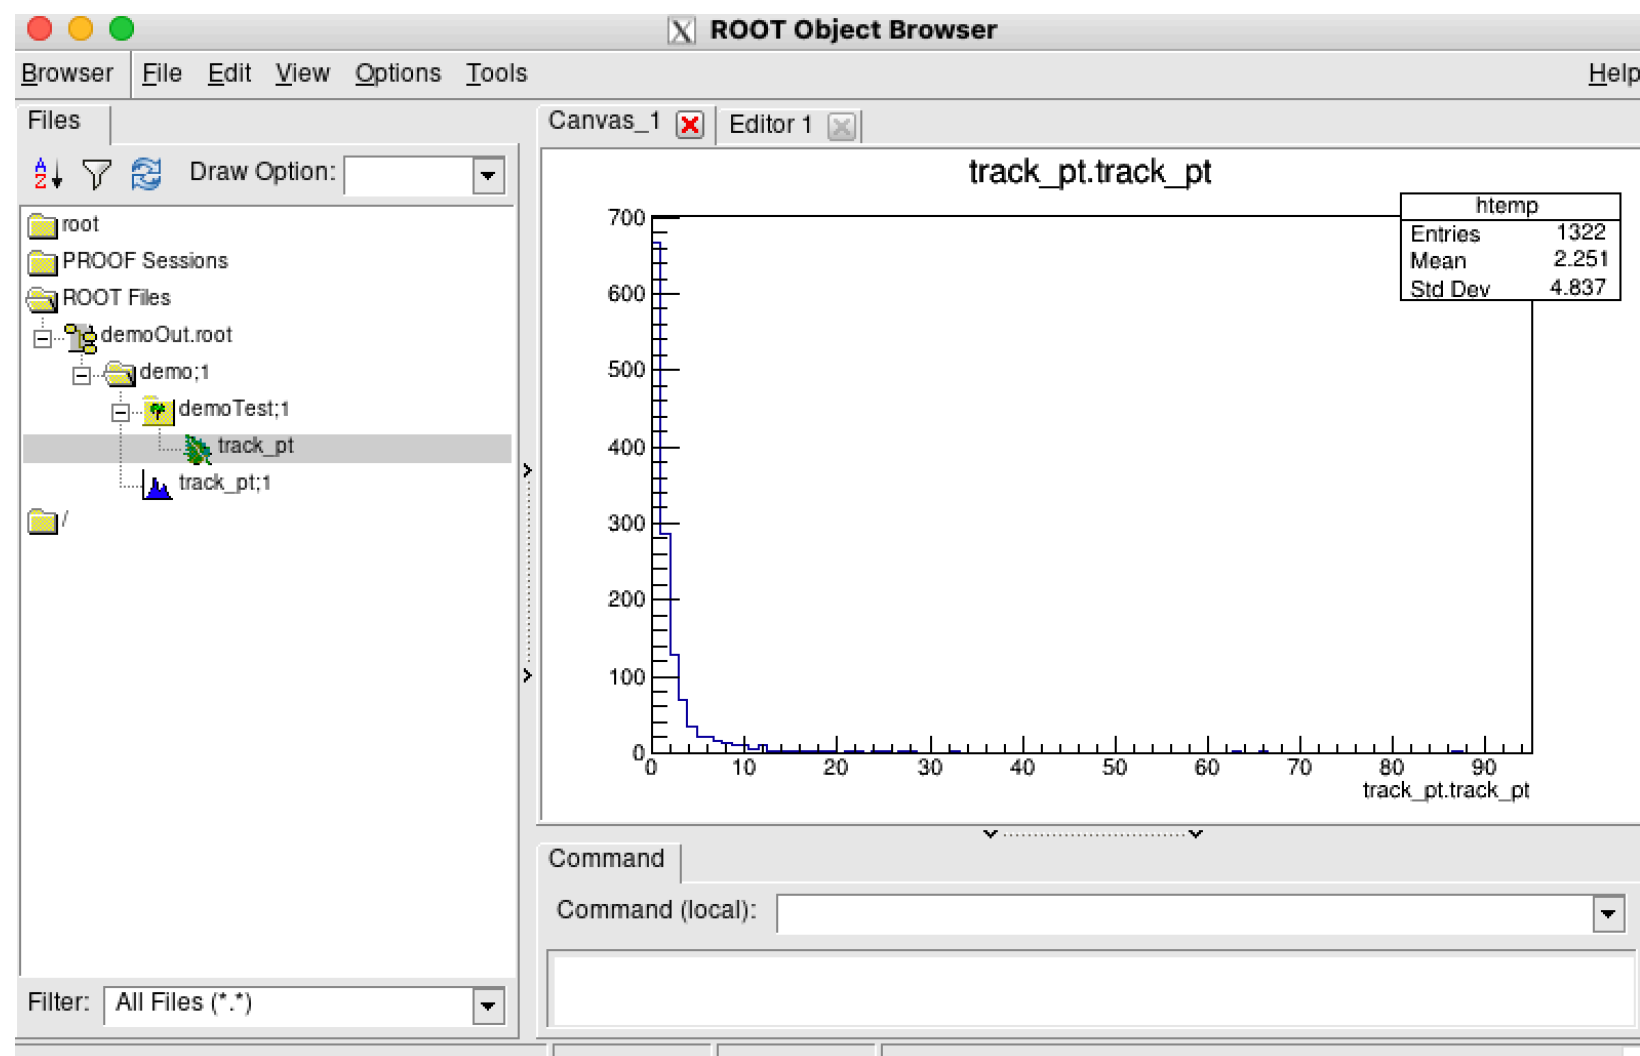 X ROOT Object Browser
Browser File Edit View Options Tools Help
Files
A
Z
Draw Option:
root
PROOF Sessions
ROOT Files
demoOut.root
demo;1
demoTest;1
track_pt
track_pt;1
/
Filter: All Files (*.*)
Canvas_1 Editor 1
track_pt.track_pt
htemp
Entries 1322
Mean 2.251
Std Dev 4.837
700
600
500
400
300
200
100
0
0 10 20 30 40 50 60 70 80 90
track_pt.track_pt
Command
Command (local):